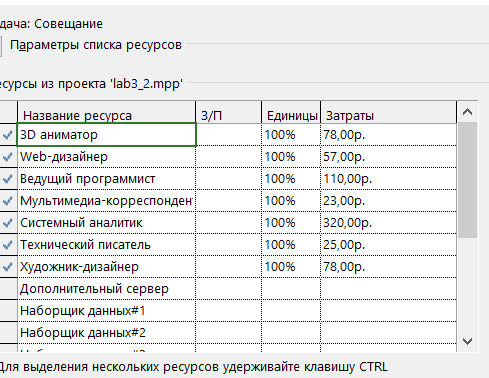 дача: Совещание
Параметры списка ресурсов
есурсы из проекта 'lab3_2.mpp'
Название ресурса З/П Единицы Затраты
3D аниматор 100% 78,00р.
Web-дизайнер 100% 57,00р.
Ведущий программист 100% 110,00р.
Мультимедиа-корреспондент 100% 23,00р.
Системный аналитик 100% 320,00р.
Технический писатель 100% 25,00р.
Художник-дизайнер 100% 78,00р.
Дополнительный сервер
Наборщик данных#1
Наборщик данных#2
Для выделения нескольких ресурсов удерживайте клавишу CTRL